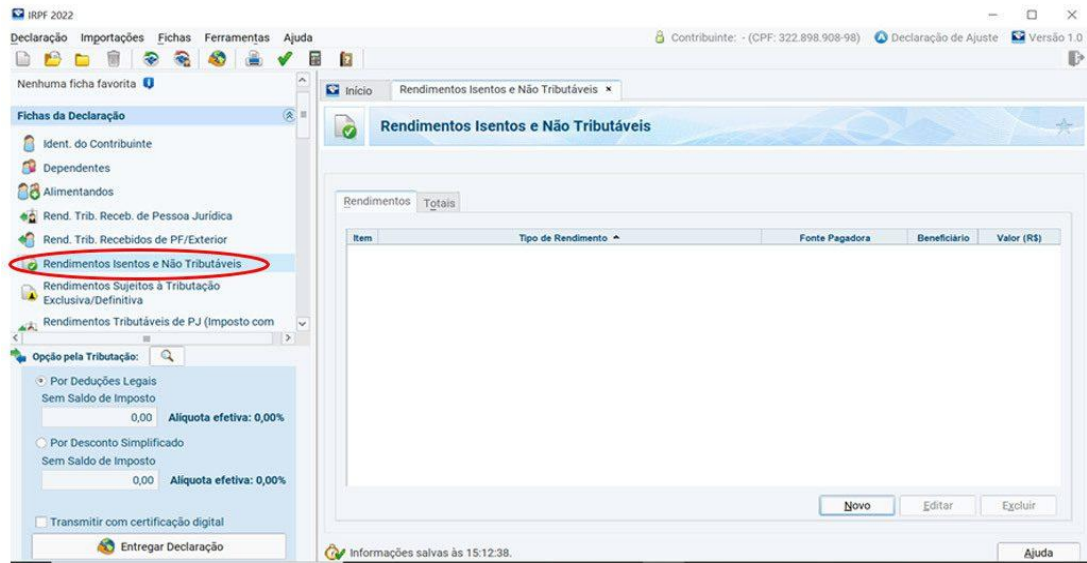 IRPF 2022
Declaração Importações Fichas Ferramentas Ajuda
Contribuinte: - (CPF: 322.898.908-98) Declaração de Ajuste Versão 1.0
Nenhuma ficha favorita
Fichas da Declaração
Ident. do Contribuinte
Dependentes
Alimentandos
Rend. Trib. Receb. de Pessoa Jurídica
Rend. Trib. Recebidos de PF/Exterior
Rendimentos Isentos e Não Tributáveis
Rendimentos Sujeitos à Tributação
Exclusiva/Definitiva
Rendimentos Tributáveis de PJ (Imposto com
Opção pela Tributação:
Por Deduções Legais
Sem Saldo de Imposto
0,00 Alíquota efetiva: 0,00%
Por Desconto Simplificado
Sem Saldo de Imposto
0,00 Alíquota efetiva: 0,00%
Transmitir com certificação digital
Entregar Declaração
Início Rendimentos Isentos e Não Tributáveis ×
Rendimentos Isentos e Não Tributáveis
Rendimentos Totais
Item Tipo de Rendimento Fonte Pagadora Beneficiário Valor (R$)
Novo Editar Excluir
Informações salvas às 15:12:38.
Ajuda